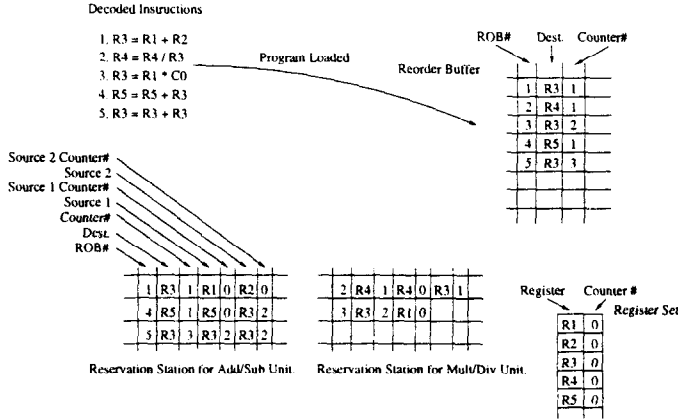 Decoded Instructions
1. R3 = R1 + R2
2. R4 = R4 / R3
3. R3 = R1 * C0
4. R5 = R5 + R3
5. R3 = R3 + R3
Program Loaded
ROB# Dest. Counter#
Reorder Buffer
1 R3 1
2 R4 1
3 R3 2
4 R5 1
5 R3 3
Source 2 Counter#
Source 2
Source 1 Counter#
Source 1
Counter#
Dest.
ROB#
1 R3 1 R1 0 R2 0
4 R5 1 R5 0 R3 2
5 R3 3 R3 2 R3 2
Reservation Station for Add/Sub Unit.
2 R4 1 R4 0 R3 1
3 R3 2 R1 0
Reservation Station for Mult/Div Unit.
Register Counter #
Register Set
R1 0
R2 0
R3 0
R4 0
R5 0